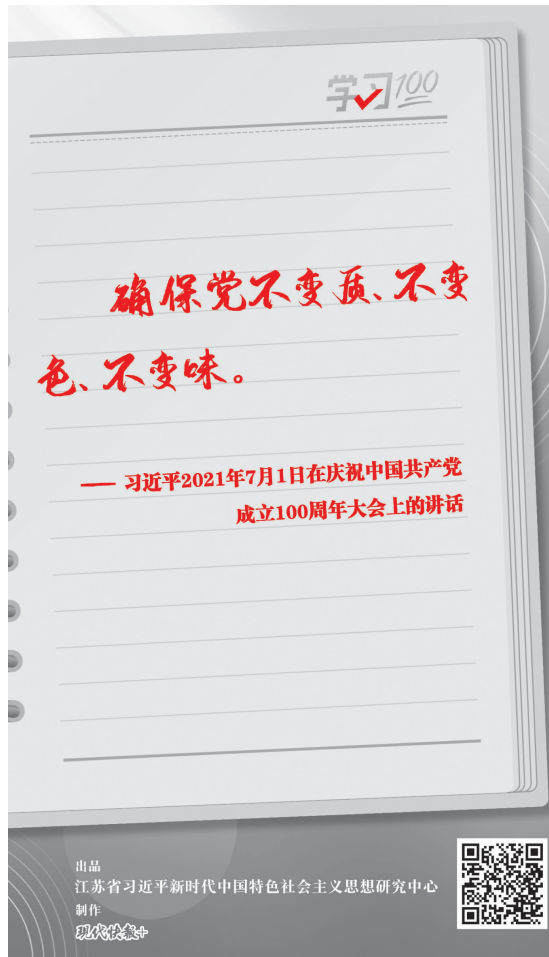 学习100
确保党不变质、不变
色、不变味。
—— 习近平2021年7月1日在庆祝中国共产党
成立100周年大会上的讲话
出品
江苏省习近平新时代中国特色社会主义思想研究中心
制作
现代快报+